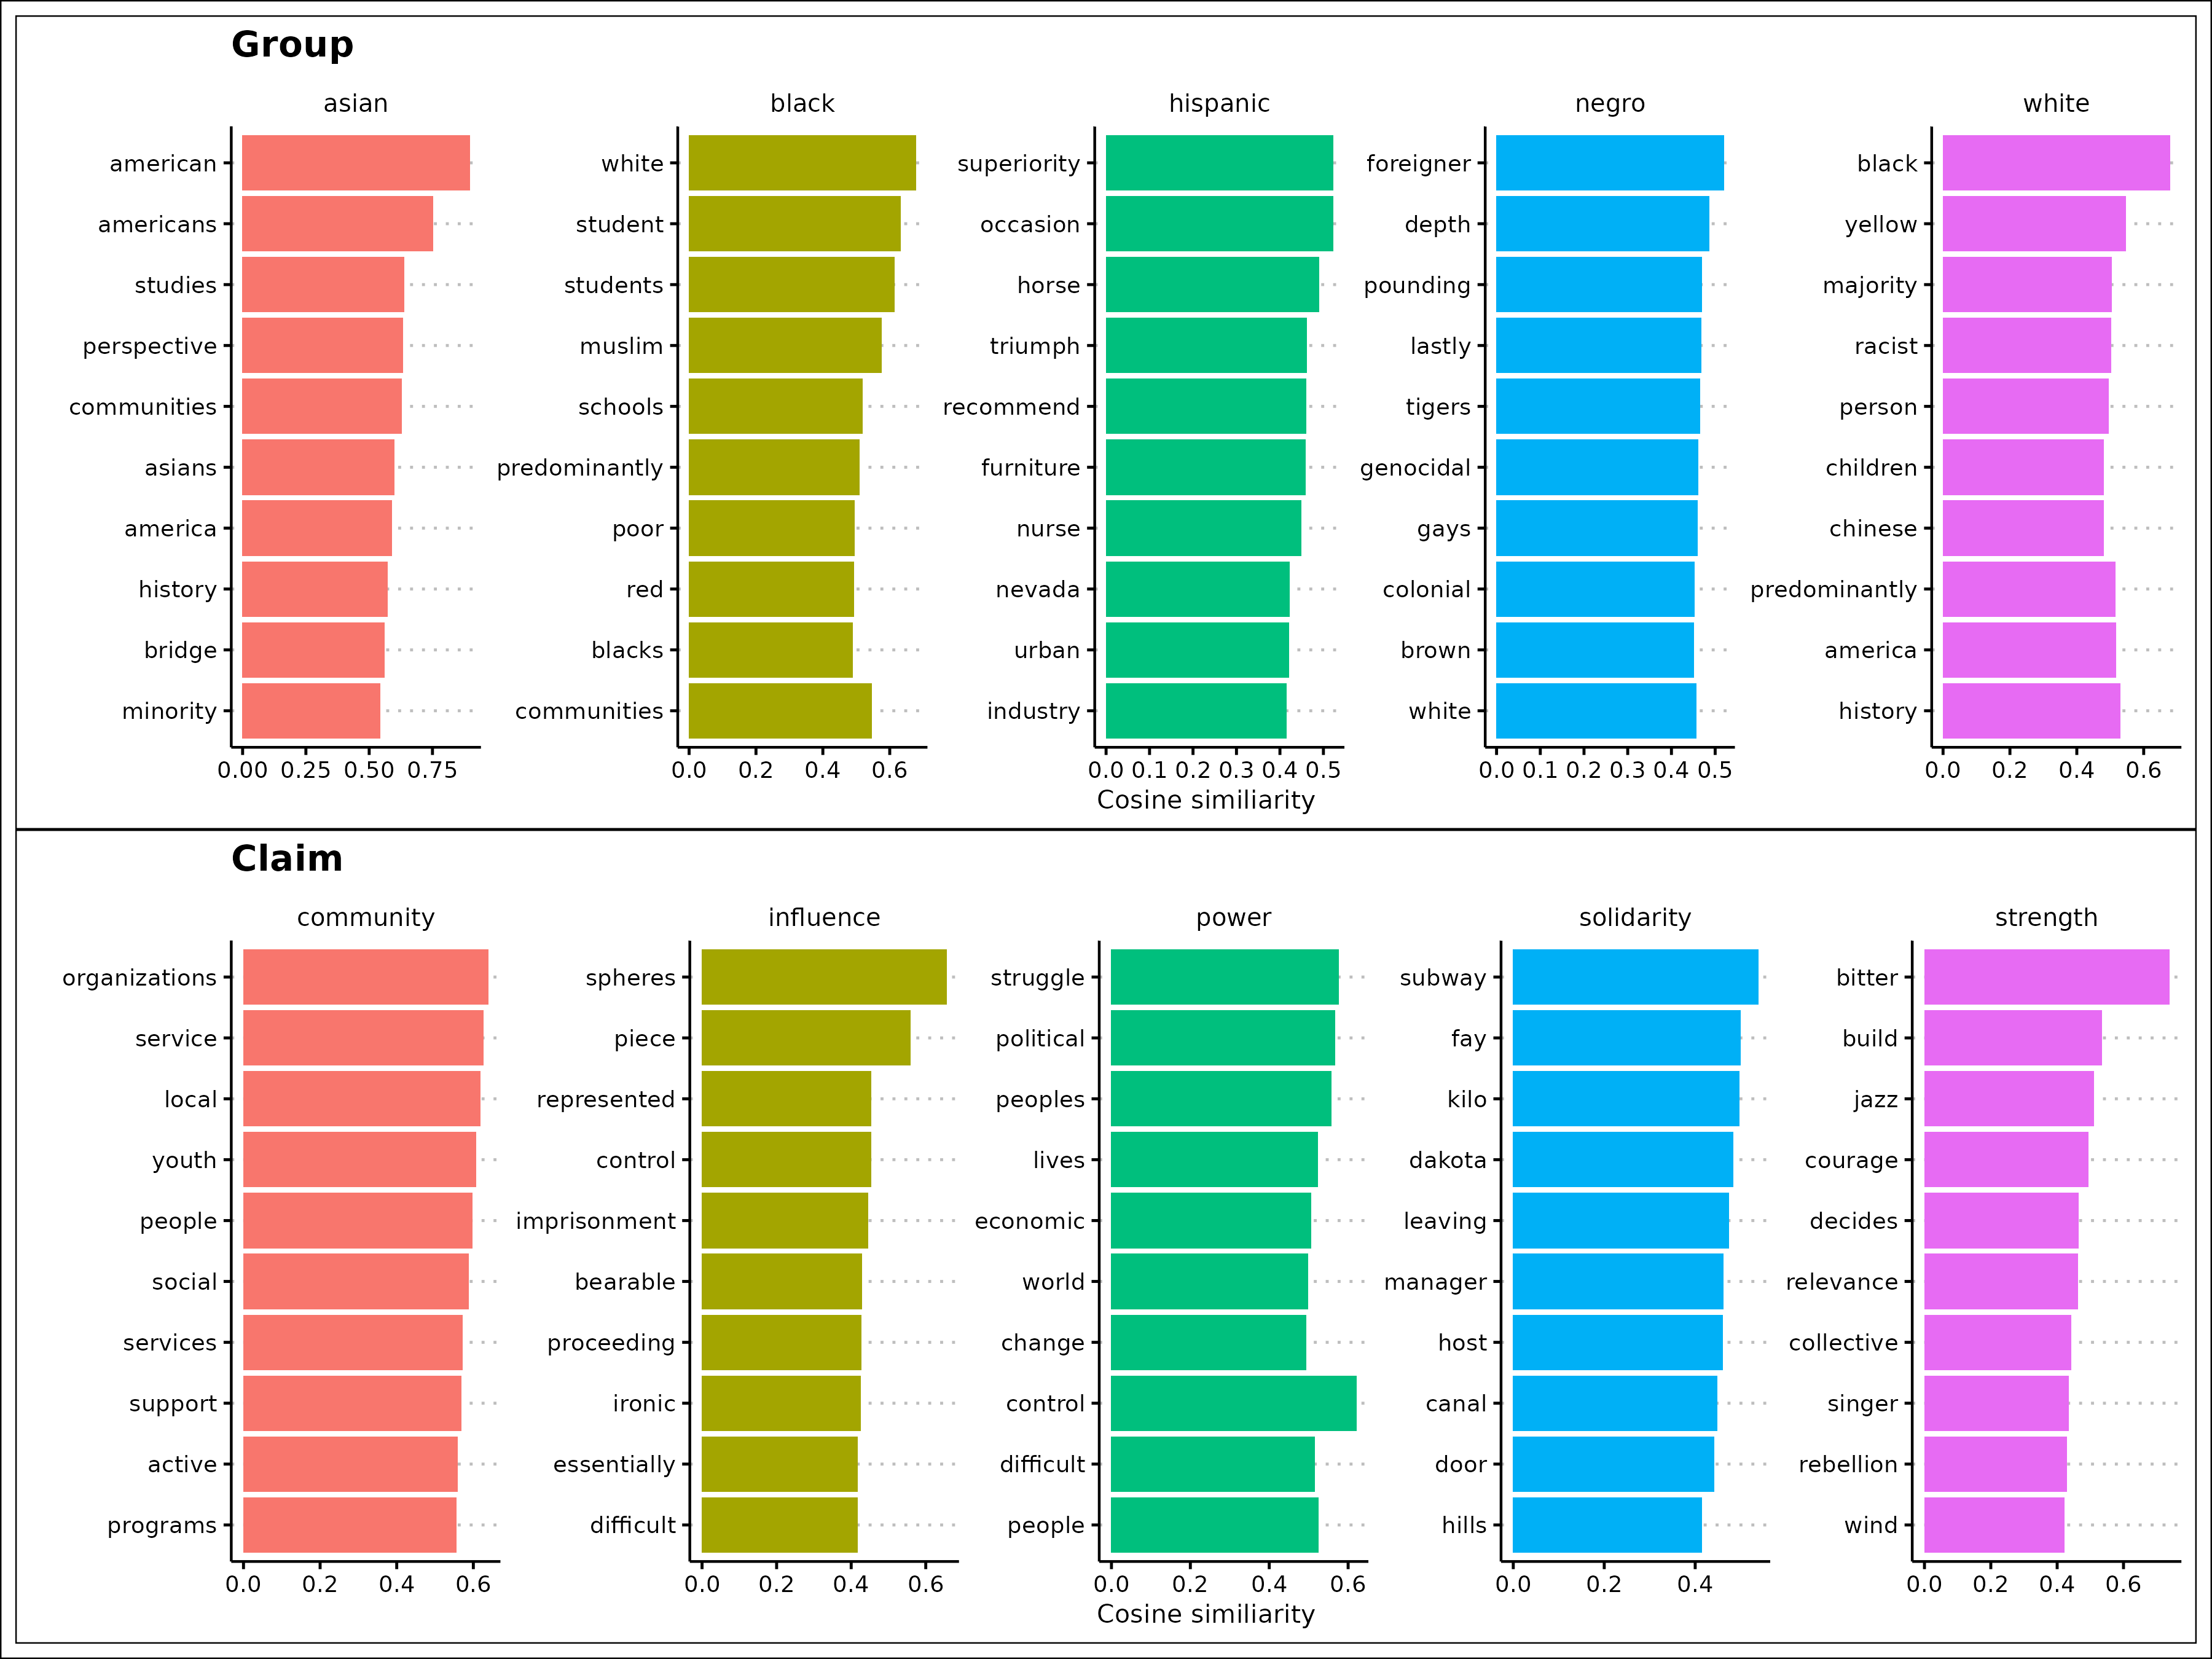 Group
asian
american
americans
studies
perspective
communities
asians
america
history
bridge
minority
0.00 0.25 0.50 0.75
black
white
student
students
muslim
schools
predominantly
poor
red
blacks
communities
0.0 0.2 0.4 0.6
hispanic
superiority
occasion
horse
triumph
recommend
furniture
nurse
nevada
urban
industry
0.0 0.1 0.2 0.3 0.4 0.5
negro
foreigner
depth
pounding
lastly
tigers
genocidal
gays
colonial
brown
white
0.0 0.1 0.2 0.3 0.4 0.5
white
black
yellow
majority
racist
person
children
chinese
predominantly
america
history
0.0 0.2 0.4 0.6
Cosine similiarity
Claim
community
organizations
service
local
youth
people
social
services
support
active
programs
0.0 0.2 0.4 0.6
influence
spheres
piece
represented
control
imprisonment
bearable
proceeding
ironic
essentially
difficult
0.0 0.2 0.4 0.6
power
struggle
political
peoples
lives
economic
world
change
control
difficult
people
0.0 0.2 0.4 0.6
solidarity
subway
fay
kilo
dakota
leaving
manager
host
canal
door
hills
0.0 0.2 0.4
strength
bitter
build
jazz
courage
decides
relevance
collective
singer
rebellion
wind
0.0 0.2 0.4 0.6
Cosine similiarity